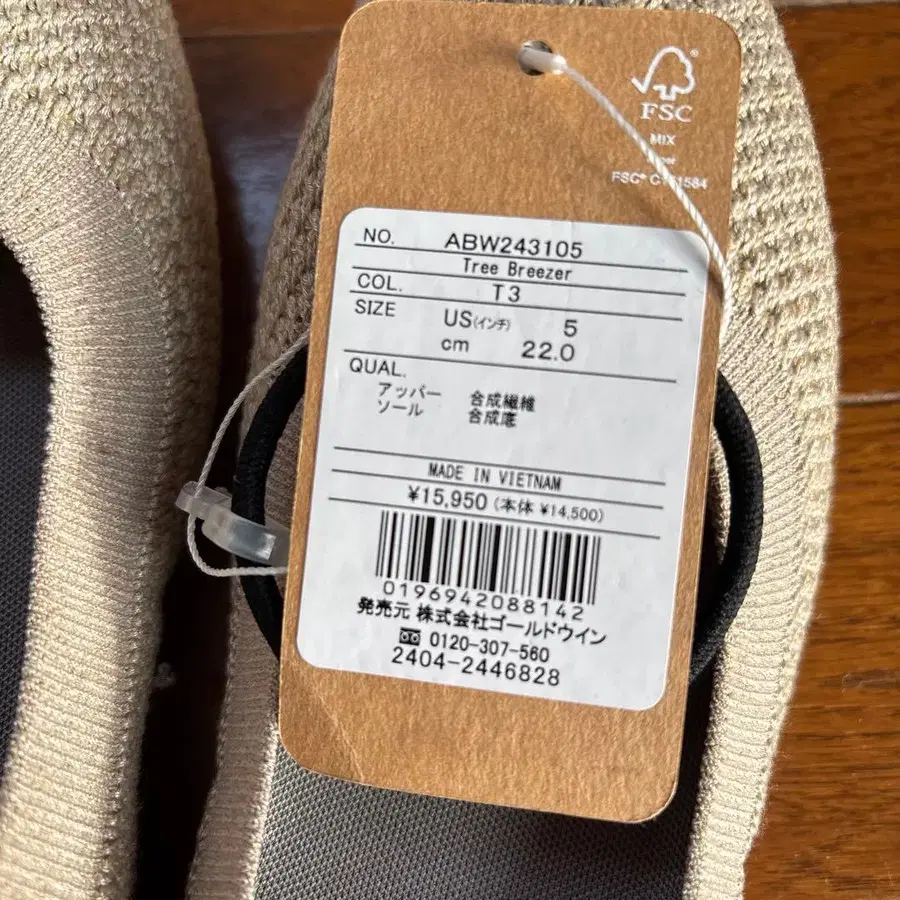 FSC
MIX
NO. ABW243105
Tree Breezer
COL. T3
SIZE US(インチ) 5
cm 22.0
QUAL.
アッパー 合成繊維
ソール 合成底
MADE IN VIETNAM
¥15,950 (本体 ¥14,500)
0196942088142
発売元 株式会社ゴールドウイン
0120-307-560
2404-2446828